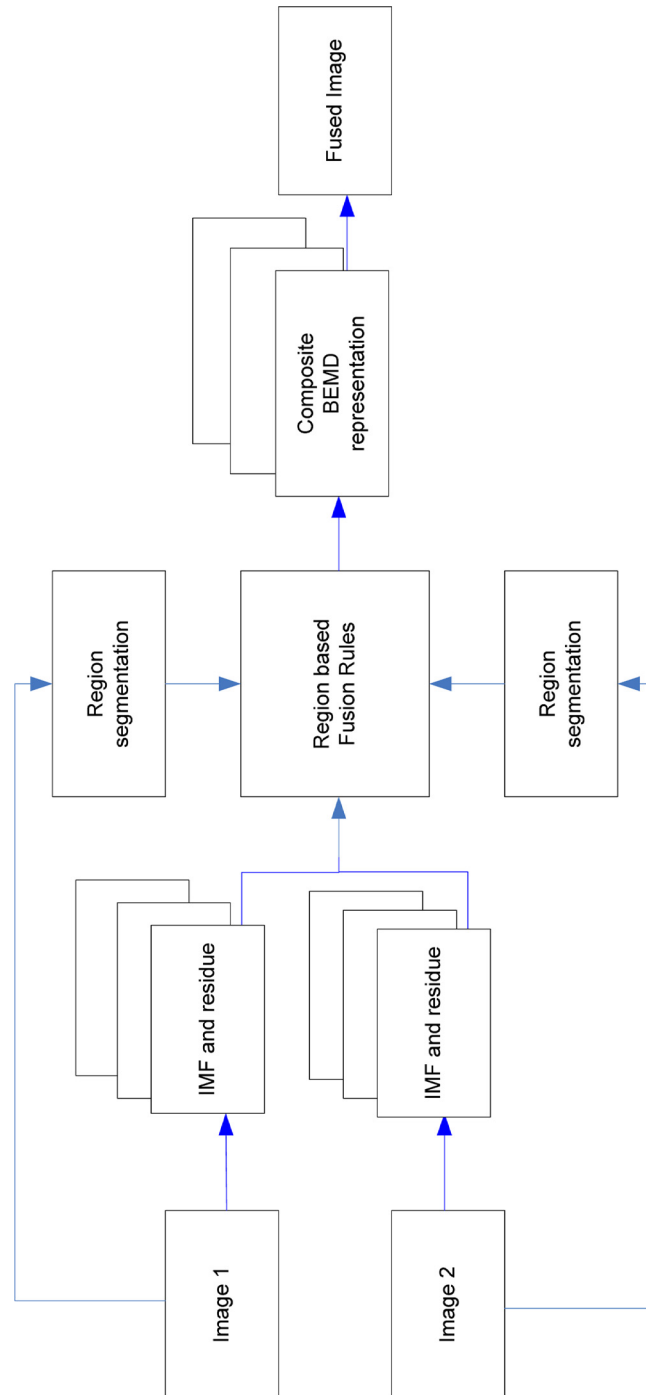 Image 1
Image 2
IMF and residue
IMF and residue
Region
segmentation
Region based
Fusion Rules
Region
segmentation
Composite
BEMD
representation
Fused Image